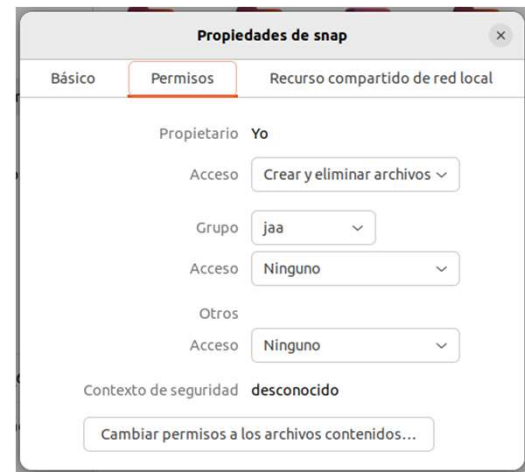 Propiedades de snap
Básico Permisos Recurso compartido de red local
Propietario Yo
Acceso Crear y eliminar archivos
Grupo jaa
Acceso Ninguno
Otros
Acceso Ninguno
Contexto de seguridad desconocido
Cambiar permisos a los archivos contenidos...